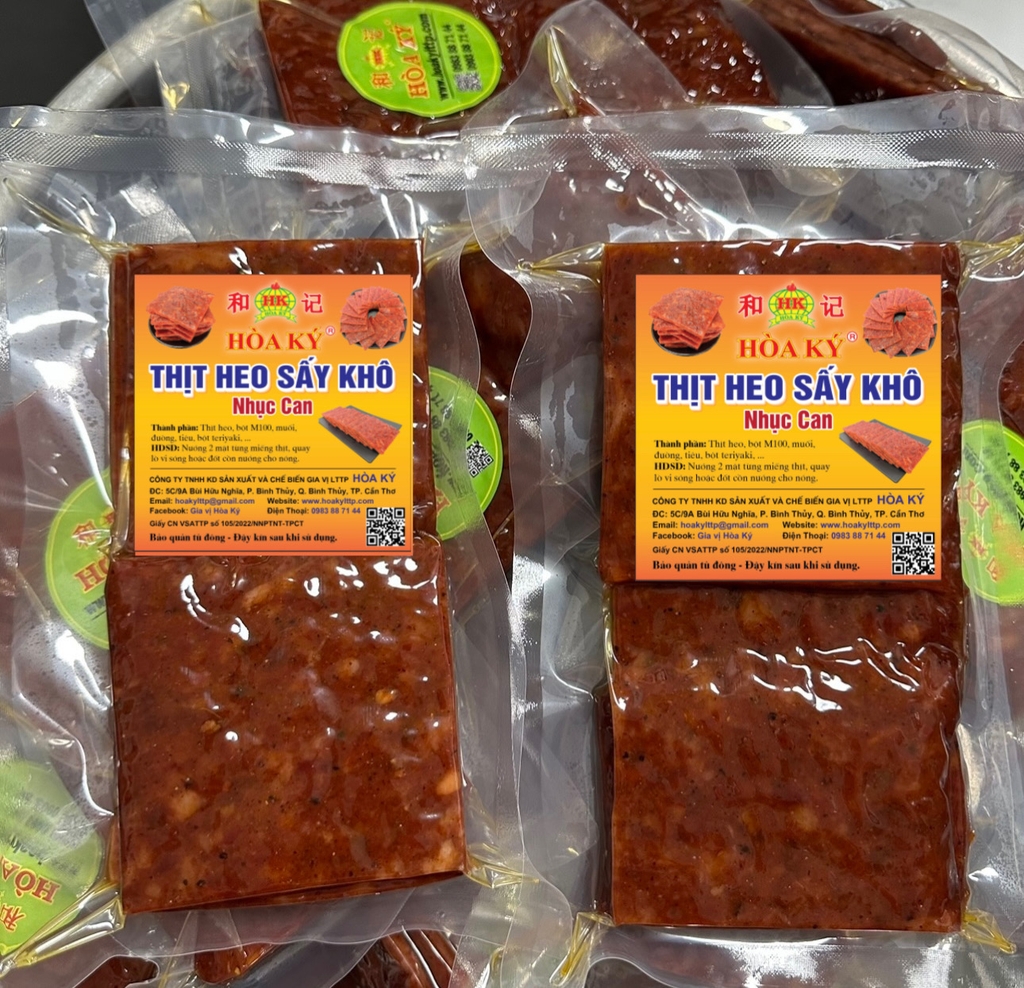 和 HK 记
HÒA KÝ
HÒA KÝ®
THỊT HEO SẤY KHÔ
Nhục Can
Thành phần: Thịt heo, bột M100, muối,
đường, tiêu, bột teriyaki, ...
HDSD: Nướng 2 mặt từng miếng thịt, quay
lò vi sóng hoặc đốt cồn nướng cho nóng.
CÔNG TY TNHH KD SẢN XUẤT VÀ CHẾ BIẾN GIA VỊ LTTP HÒA KÝ
ĐC: 5C/9A Bùi Hữu Nghĩa, P. Bình Thủy, Q. Bình Thủy, TP. Cần Thơ
Email: hoakylttp@gmail.com Website: www.hoakylttp.com
Facebook: Gia vị Hòa Ký Điện Thoại: 0983 88 71 44
Giấy CN VSATTP số 105/2022/NNPTNT-TPCT
Bảo quản tủ đông - Đậy kín sau khi sử dụng.
和 HK 记
HÒA KÝ
HÒA KÝ®
THỊT HEO SẤY KHÔ
Nhục Can
Thành phần: Thịt heo, bột M100, muối,
đường, tiêu, bột teriyaki, ...
HDSD: Nướng 2 mặt từng miếng thịt, quay
lò vi sóng hoặc đốt cồn nướng cho nóng.
CÔNG TY TNHH KD SẢN XUẤT VÀ CHẾ BIẾN GIA VỊ LTTP HÒA KÝ
ĐC: 5C/9A Bùi Hữu Nghĩa, P. Bình Thủy, Q. Bình Thủy, TP. Cần Thơ
Email: hoakylttp@gmail.com Website: www.hoakylttp.com
Facebook: Gia vị Hòa Ký Điện Thoại: 0983 88 71 44
Giấy CN VSATTP số 105/2022/NNPTNT-TPCT
Bảo quản tủ đông - Đậy kín sau khi sử dụng.
和 记
HÒA KÝ
www.hoakylttp.com
0983 88 71 44
和
HÒA